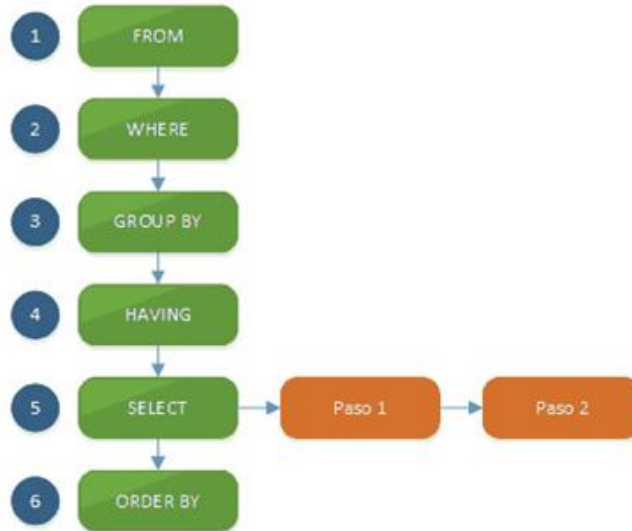 1 FROM
2 WHERE
3 GROUP BY
4 HAVING
5 SELECT Paso 1 Paso 2
6 ORDER BY